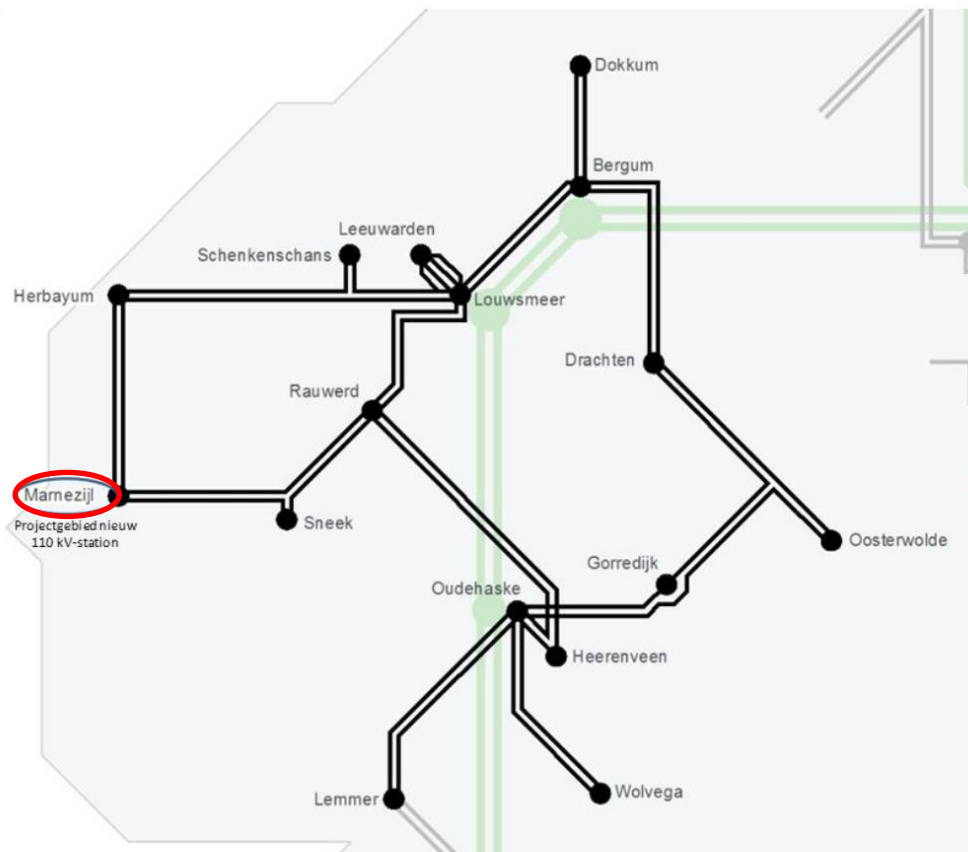 Dokkum
Bergum
Leeuwarden
Schenkenschans
Herbayum
Louwsmeer
Drachten
Rauwerd
Marnezijl
Projectgebied nieuw
110 kV-station
Sneek
Oosterwolde
Gorredijk
Oudehaske
Heerenveen
Wolvega
Lemmer